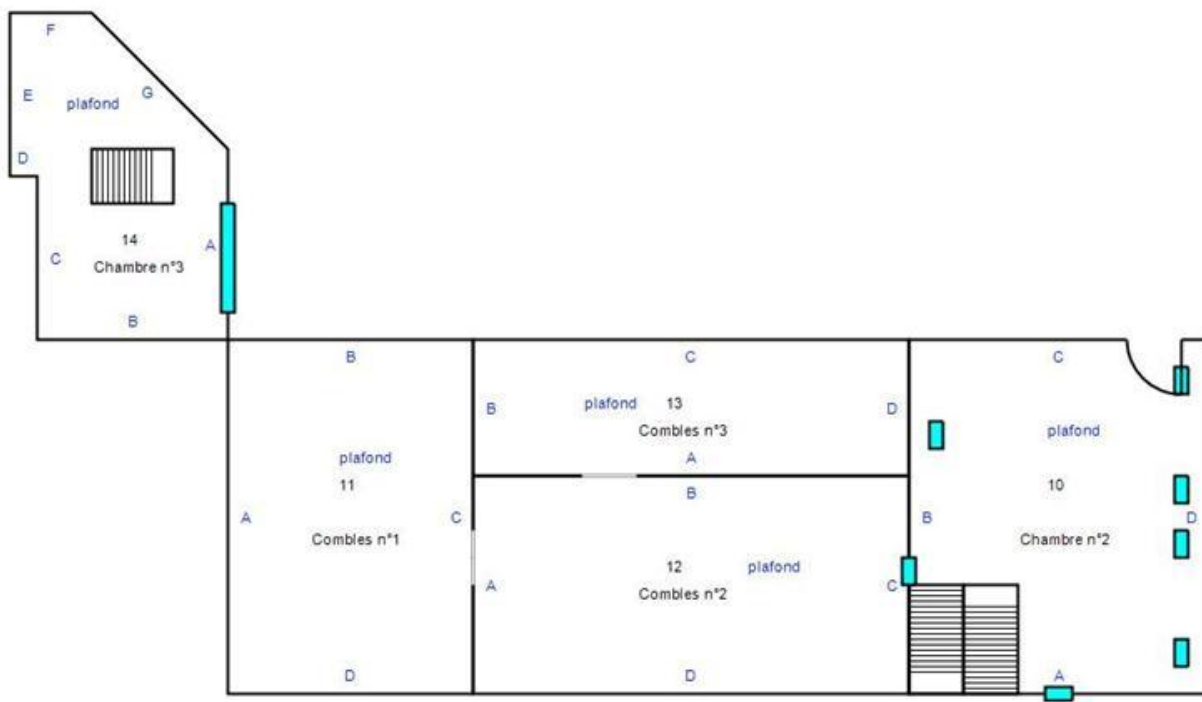 F
E
plafond
G
D
14
A
C
Chambre n°3
B
B
C
C
B
plafond
13
D
Combles n°3
plafond
plafond
A
11
B
10
A
C
B
D
Combles n°1
Chambre n°2
12
plafond
A
Combles n°2
C
D
D
A